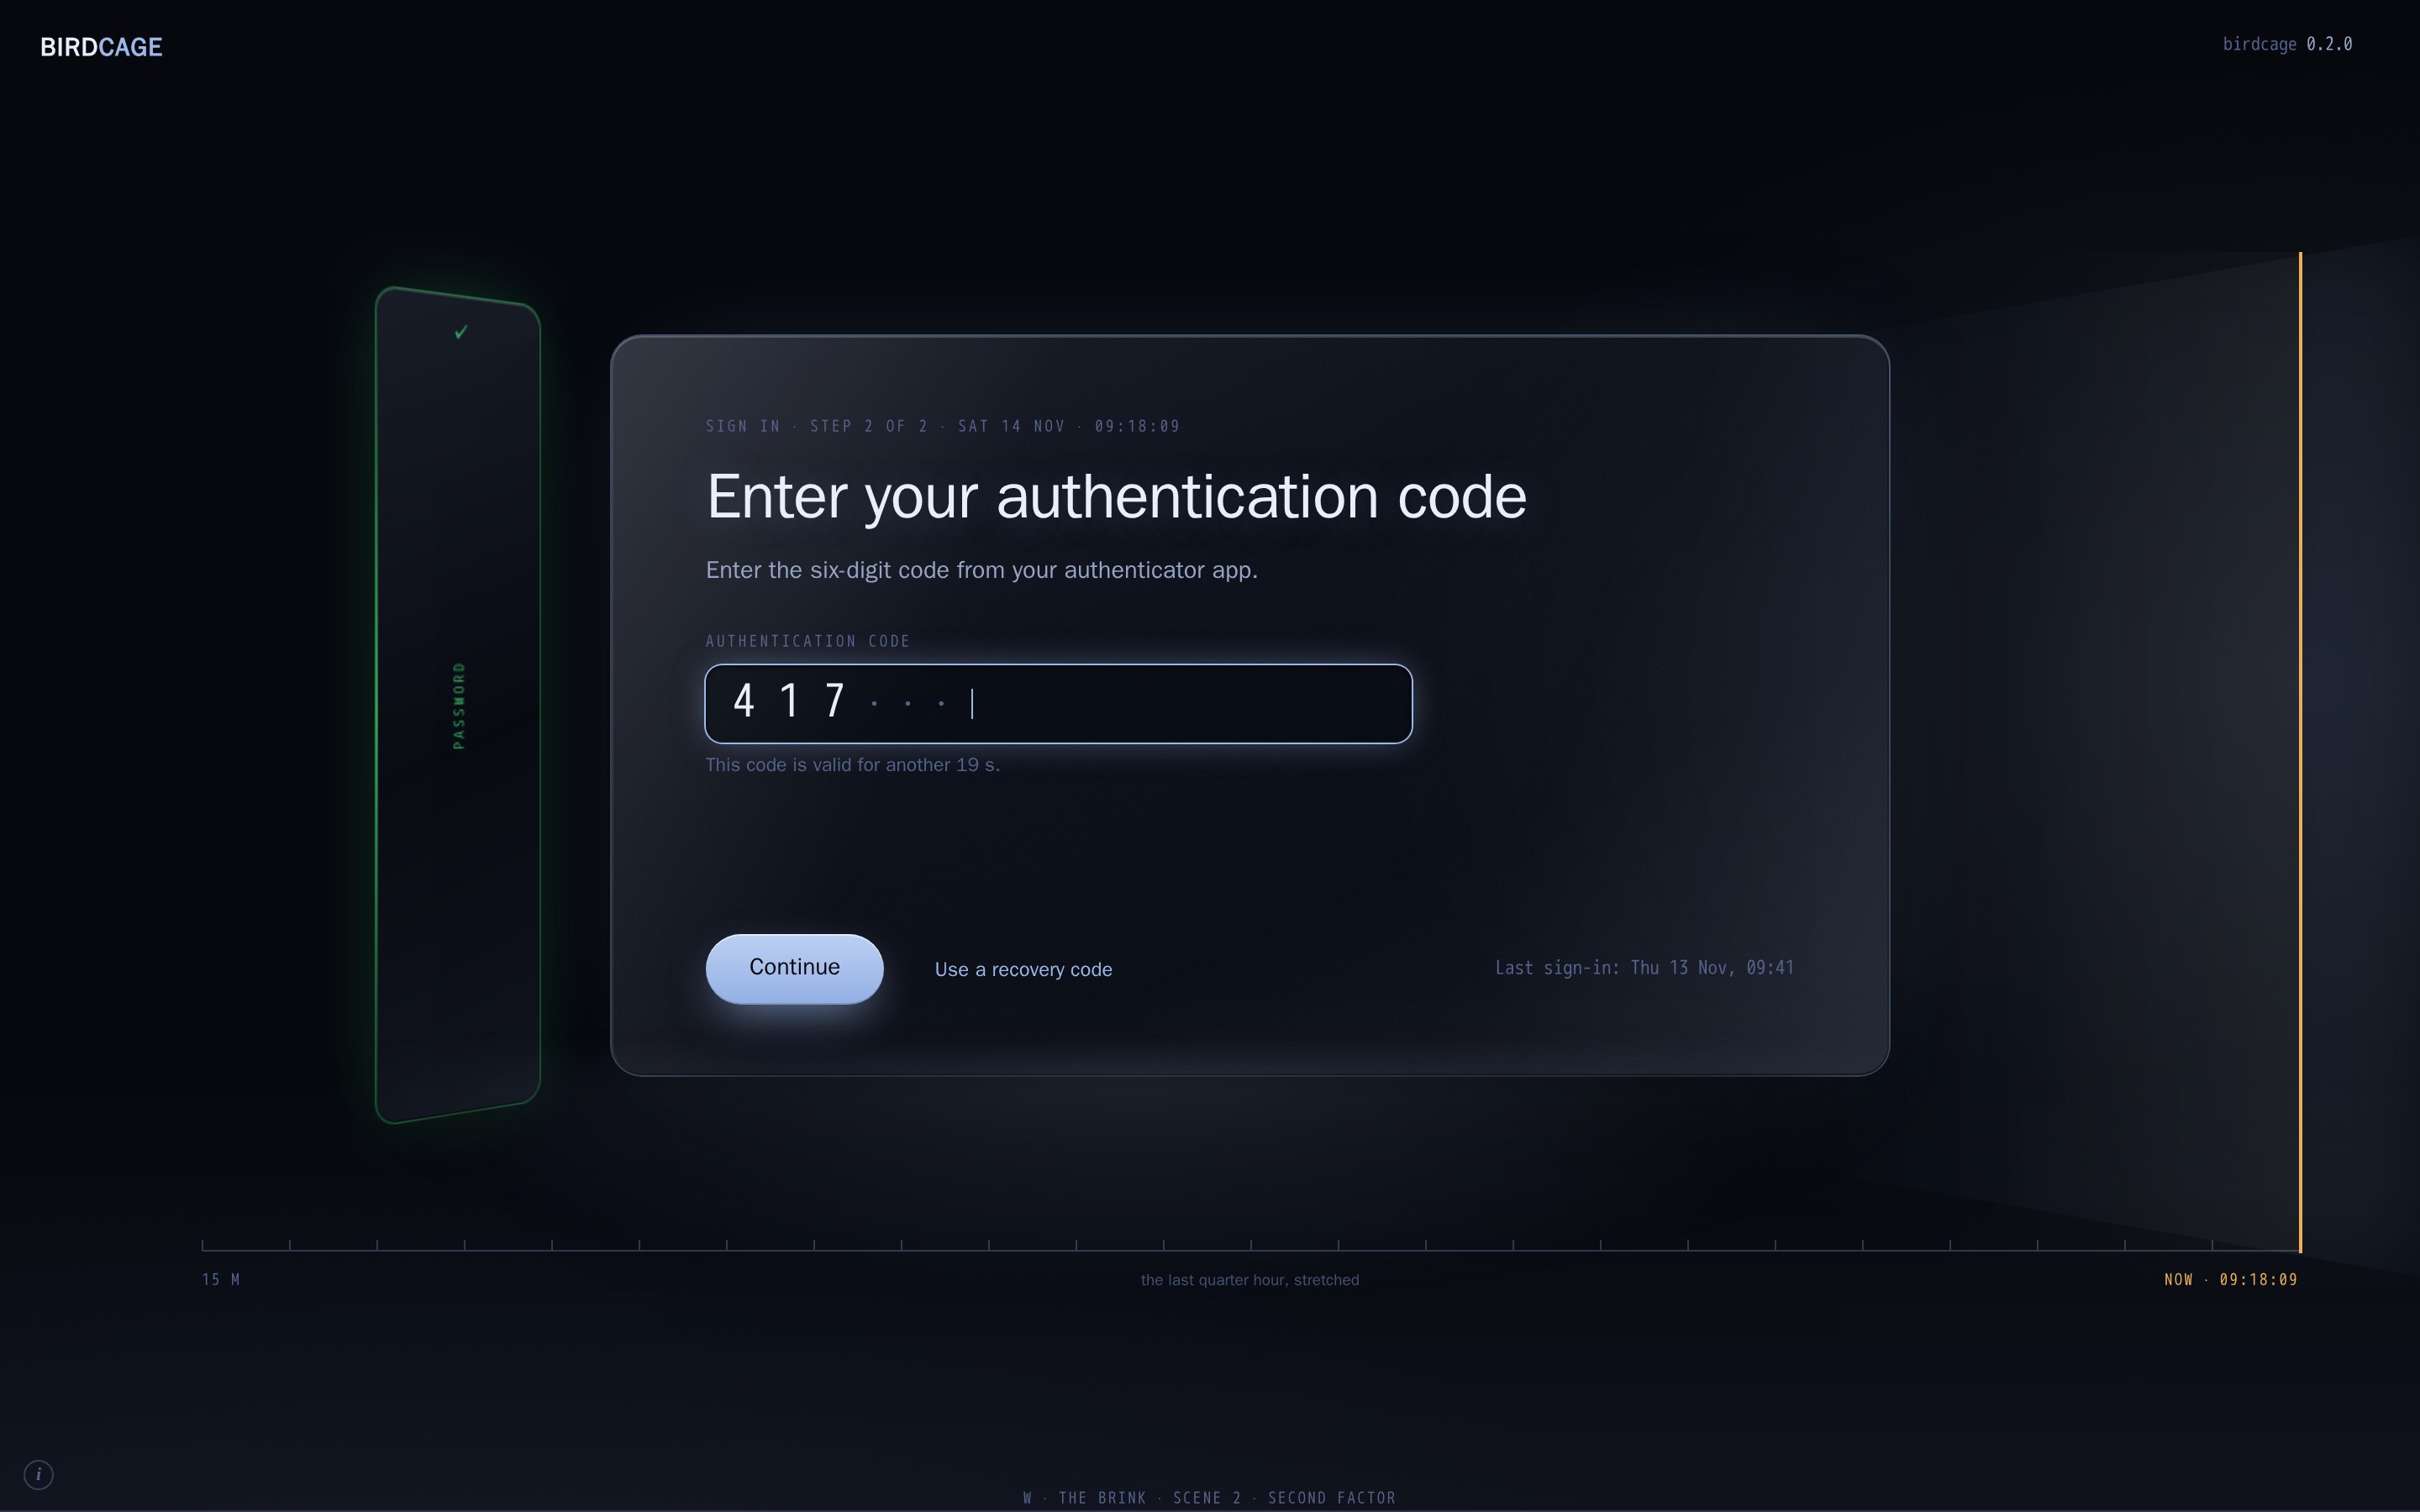 BIRDCAGE
birdcage 0.2.0
✓
PASSWORD
SIGN IN · STEP 2 OF 2 · SAT 14 NOV · 09:18:09
Enter your authentication code
Enter the six-digit code from your authenticator app.
AUTHENTICATION CODE
4 1 7 · · ·
This code is valid for another 19 s.
Continue
Use a recovery code
Last sign-in: Thu 13 Nov, 09:41
15 M
the last quarter hour, stretched
NOW · 09:18:09
i
W · THE BRINK · SCENE 2 · SECOND FACTOR